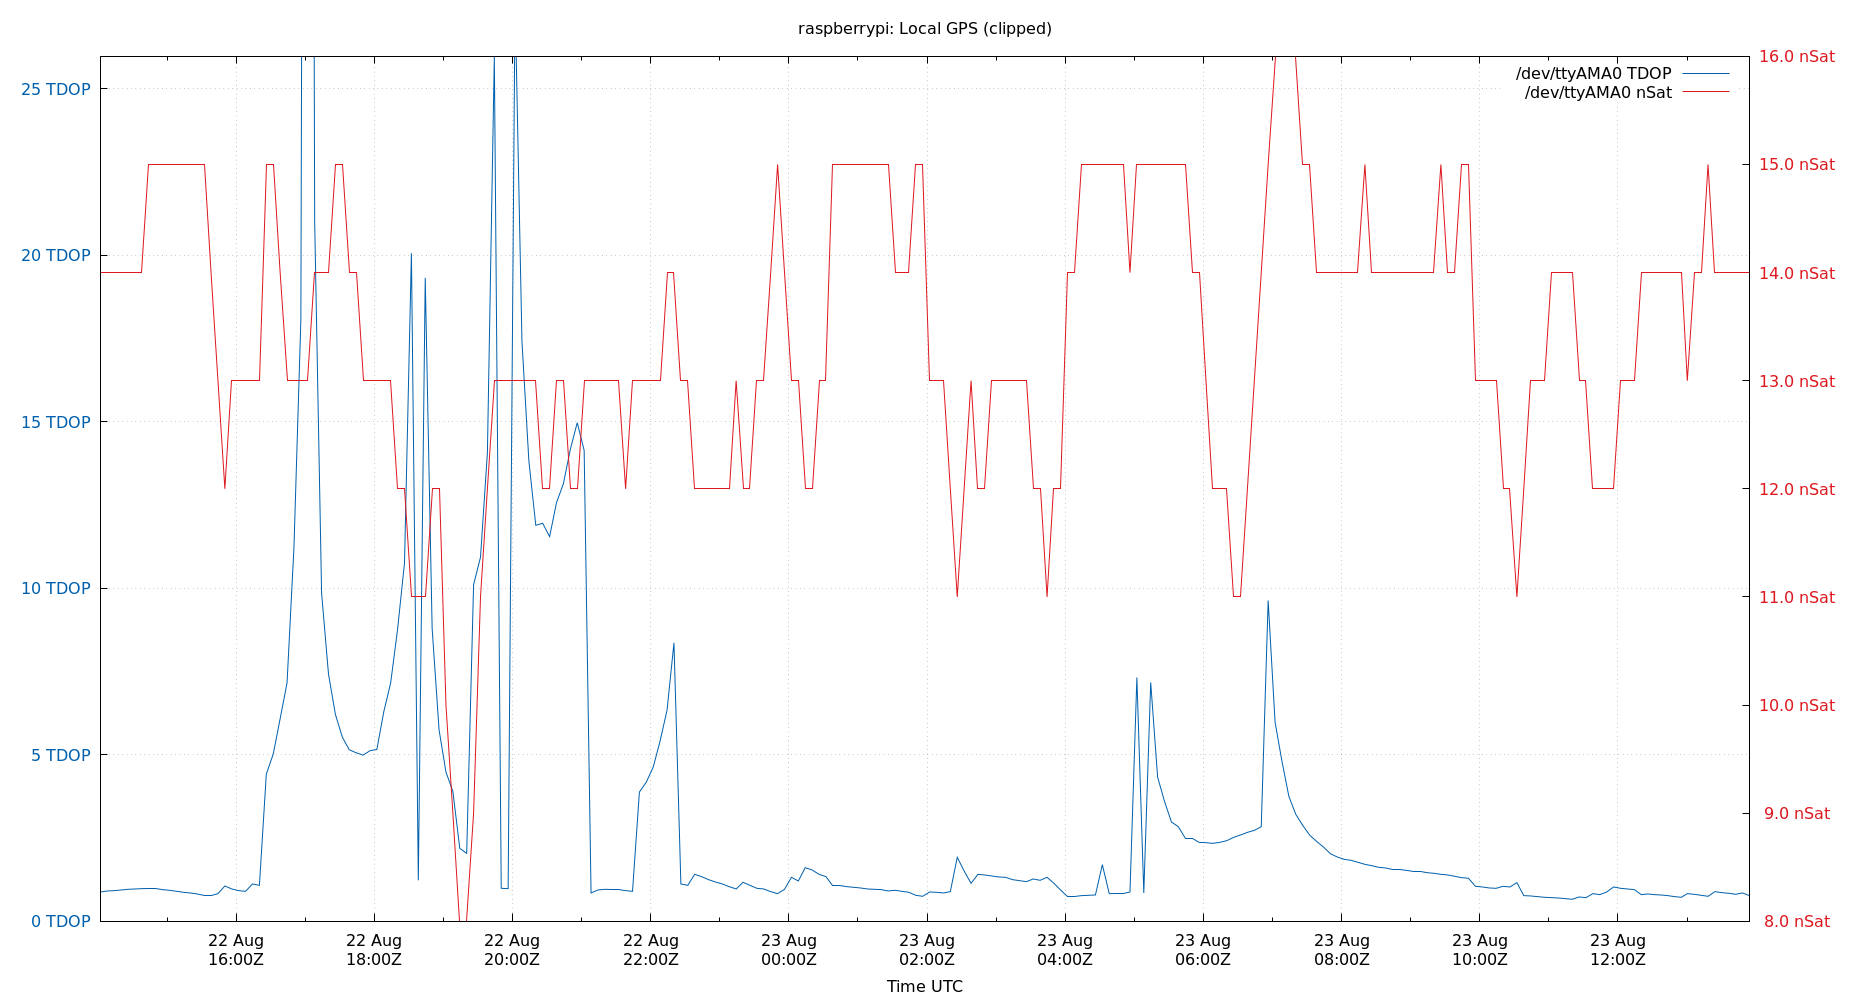 raspberrypi: Local GPS (clipped)
16.0 nSat
/dev/ttyAMA0 TDOP
25 TDOP
/dev/ttyAMA0 nSat
15.0 nSat
20 TDOP
14.0 nSat
13.0 nSat
15 TDOP
12.0 nSat
10 TDOP
11.0 nSat
10.0 nSat
5 TDOP
9.0 nSat
0 TDOP
8.0 nSat
22 Aug 22 Aug 22 Aug 22 Aug 23 Aug 23 Aug 23 Aug 23 Aug 23 Aug 23 Aug 23 Aug
16:00Z 18:00Z 20:00Z 22:00Z 00:00Z 02:00Z 04:00Z 06:00Z 08:00Z 10:00Z 12:00Z
Time UTC